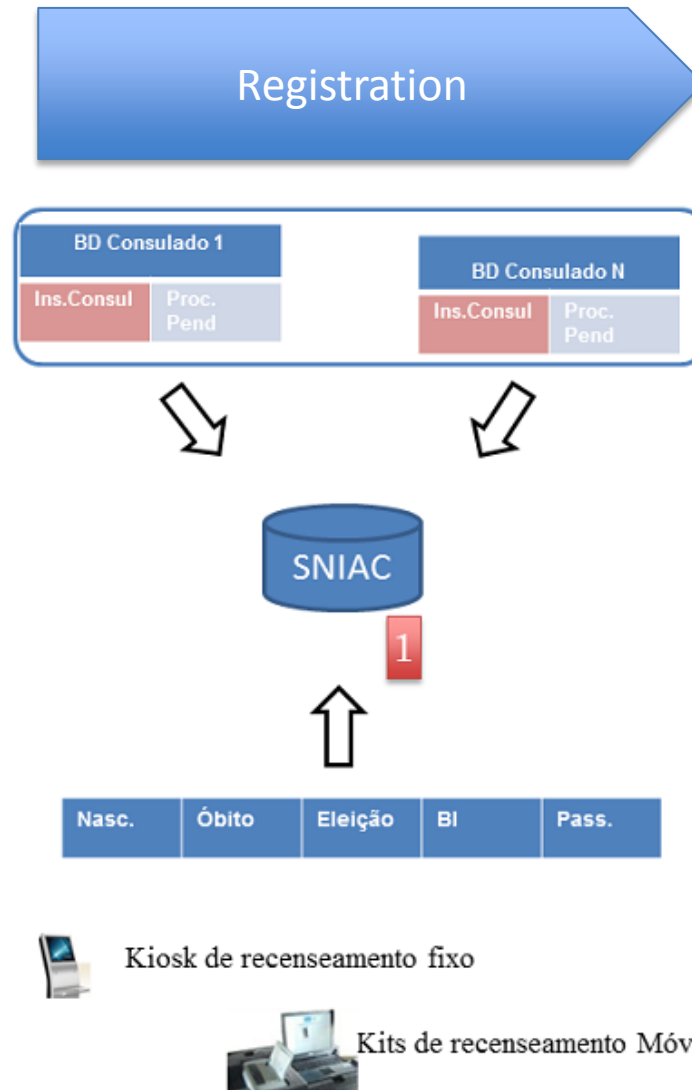 Registration
BD Consulado 1
BD Consulado N
Ins.Consul
Proc.
Pend
Ins.Consul
Proc.
Pend
SNIAC
1
Nasc. Óbito Eleição BI Pass.
Kiosk de recenseamento fixo
Kits de recenseamento Móv